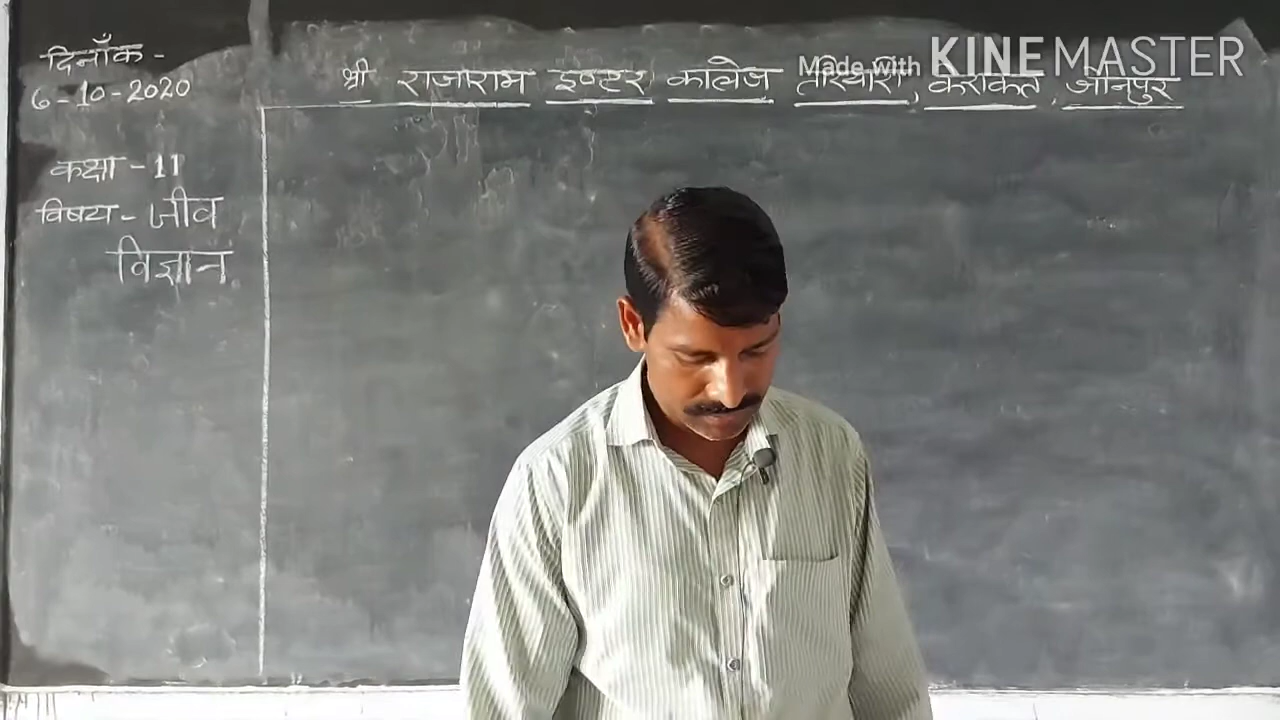 दिनाँक -
6-10-2020
श्री राजाराम इण्टर कालेज केराकत, जौनपुर
Made with KINEMASTER
कक्षा - 11
विषय - जीव
विज्ञान